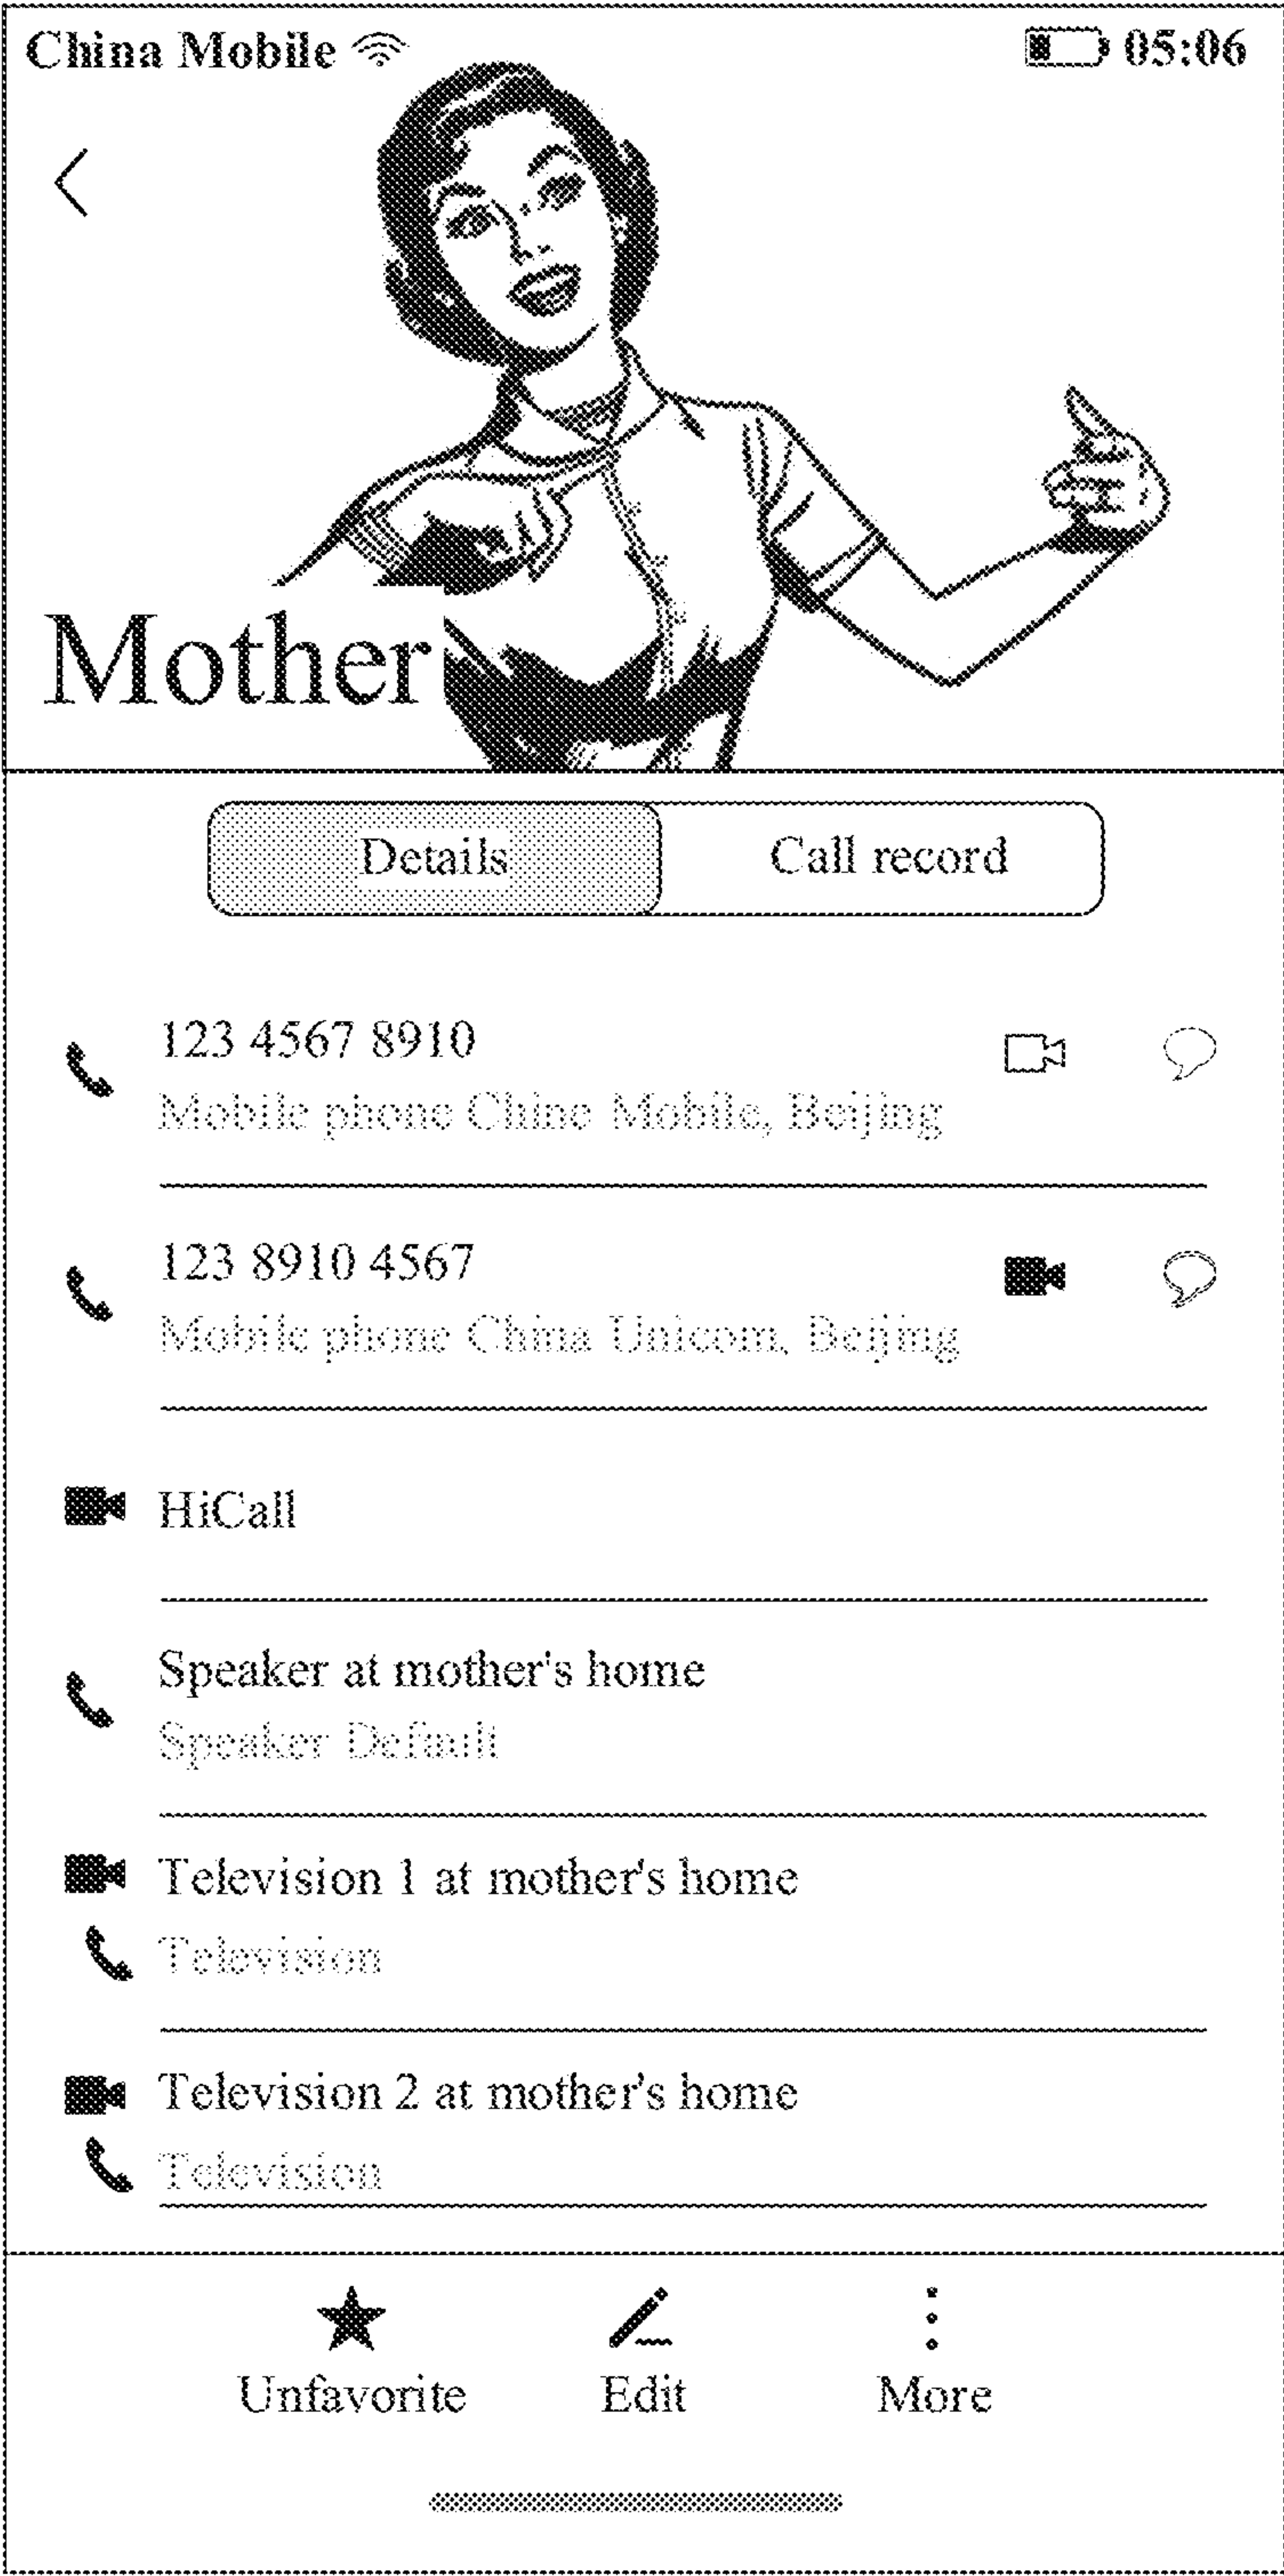 China Mobile 05:06
Mother
Details Call record
123 4567 8910
Mobile phone Chine Mobile, Beijing
123 8910 4567
Mobile phone China Unicom, Beijing
HiCall
Speaker at mother's home
Speaker Default
Television 1 at mother's home
Television
Television 2 at mother's home
Television
Unfavorite Edit More